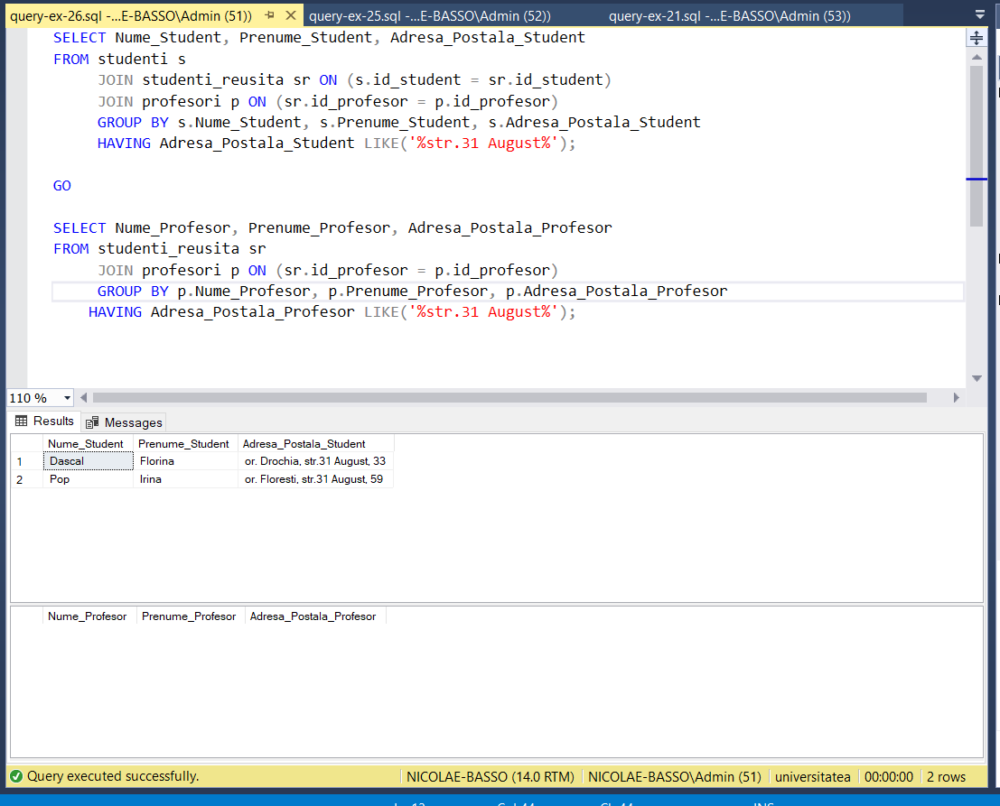 query-ex-26.sql -...E-BASSO\Admin (51)) query-ex-25.sql -...E-BASSO\Admin (52)) query-ex-21.sql -...E-BASSO\Admin (53))
SELECT Nume_Student, Prenume_Student, Adresa_Postala_Student
FROM studenti s
JOIN studenti_reusita sr ON (s.id_student = sr.id_student)
JOIN profesori p ON (sr.id_profesor = p.id_profesor)
GROUP BY s.Nume_Student, s.Prenume_Student, s.Adresa_Postala_Student
HAVING Adresa_Postala_Student LIKE('%str.31 August%');
GO
SELECT Nume_Profesor, Prenume_Profesor, Adresa_Postala_Profesor
FROM studenti_reusita sr
JOIN profesori p ON (sr.id_profesor = p.id_profesor)
GROUP BY p.Nume_Profesor, p.Prenume_Profesor, p.Adresa_Postala_Profesor
HAVING Adresa_Postala_Profesor LIKE('%str.31 August%');
110 %
Results Messages
Nume_Student Prenume_Student Adresa_Postala_Student
1 Dascal Florina or. Drochia, str.31 August, 33
2 Pop Irina or. Floresti, str.31 August, 59
Nume_Profesor Prenume_Profesor Adresa_Postala_Profesor
Query executed successfully. NICOLAE-BASSO (14.0 RTM) NICOLAE-BASSO\Admin (51) universitatea 00:00:00 2 rows